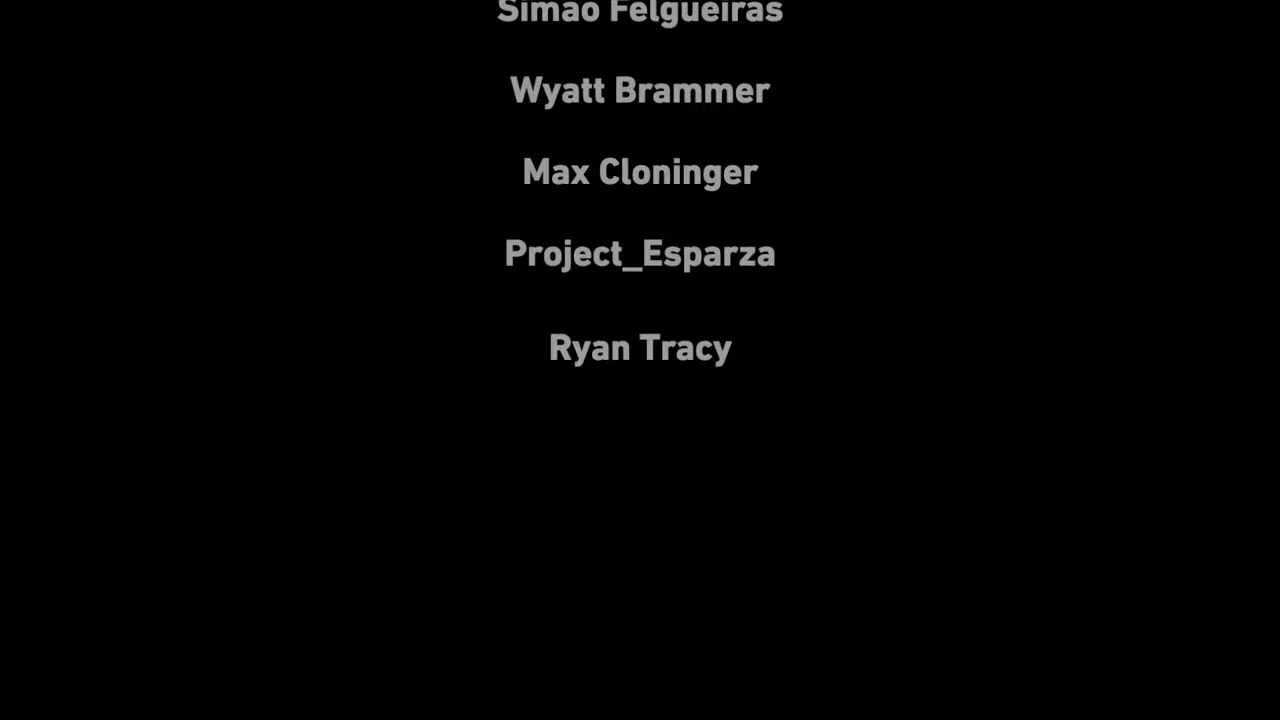 Simao Felgueiras
Wyatt Brammer
Max Cloninger
Project_Esparza
Ryan Tracy